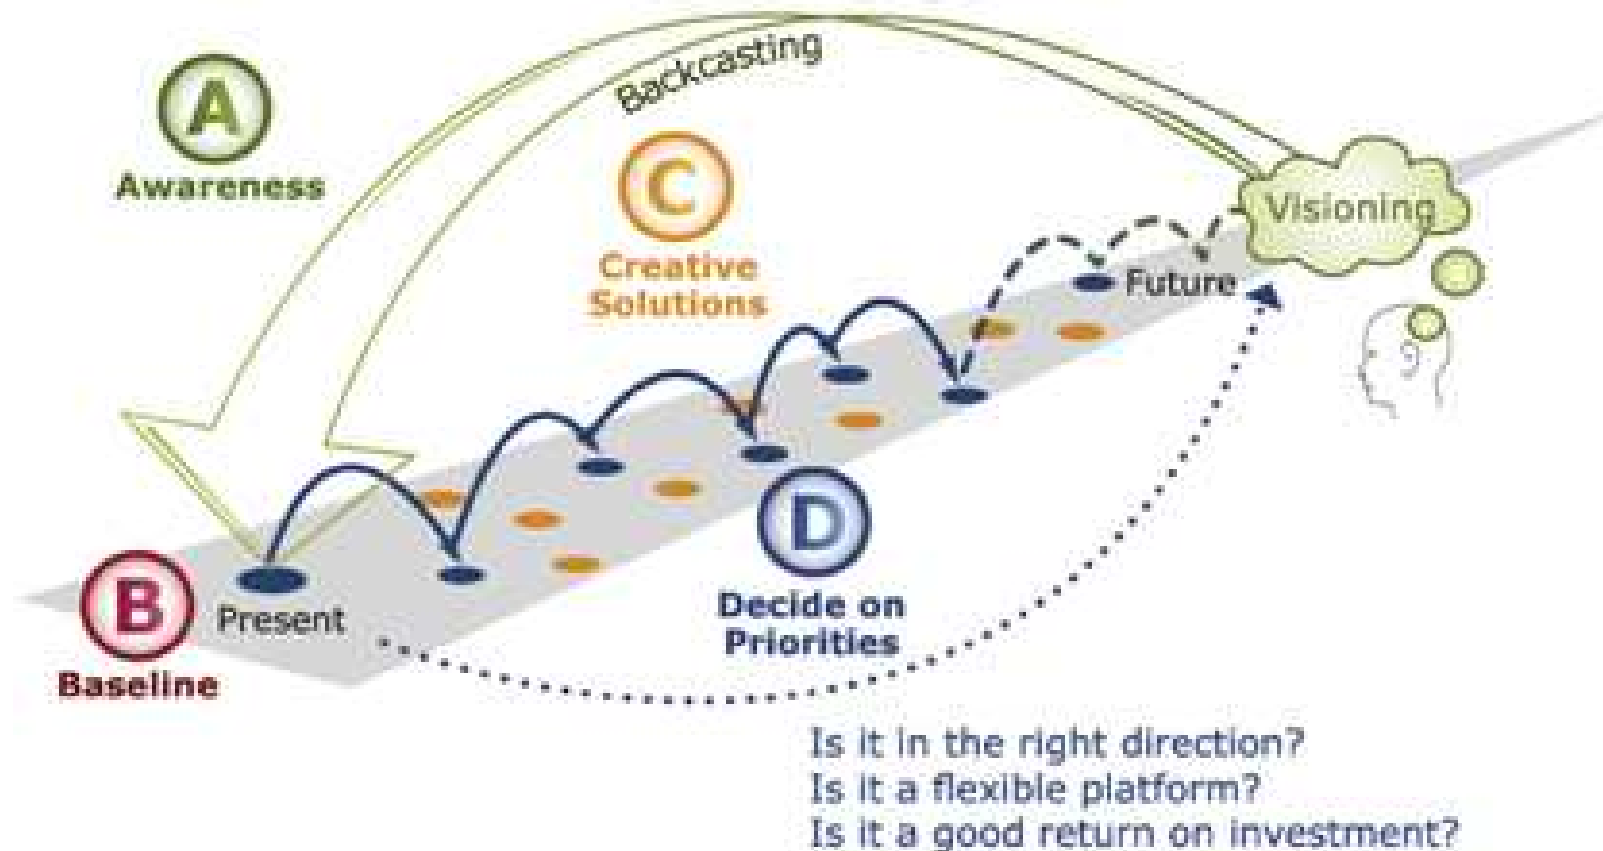 Backcasting
A
Awareness
C
Creative
Solutions
Visioning
Future
B
Present
Baseline
D
Decide on
Priorities
Is it in the right direction?
Is it a flexible platform?
Is it a good return on investment?